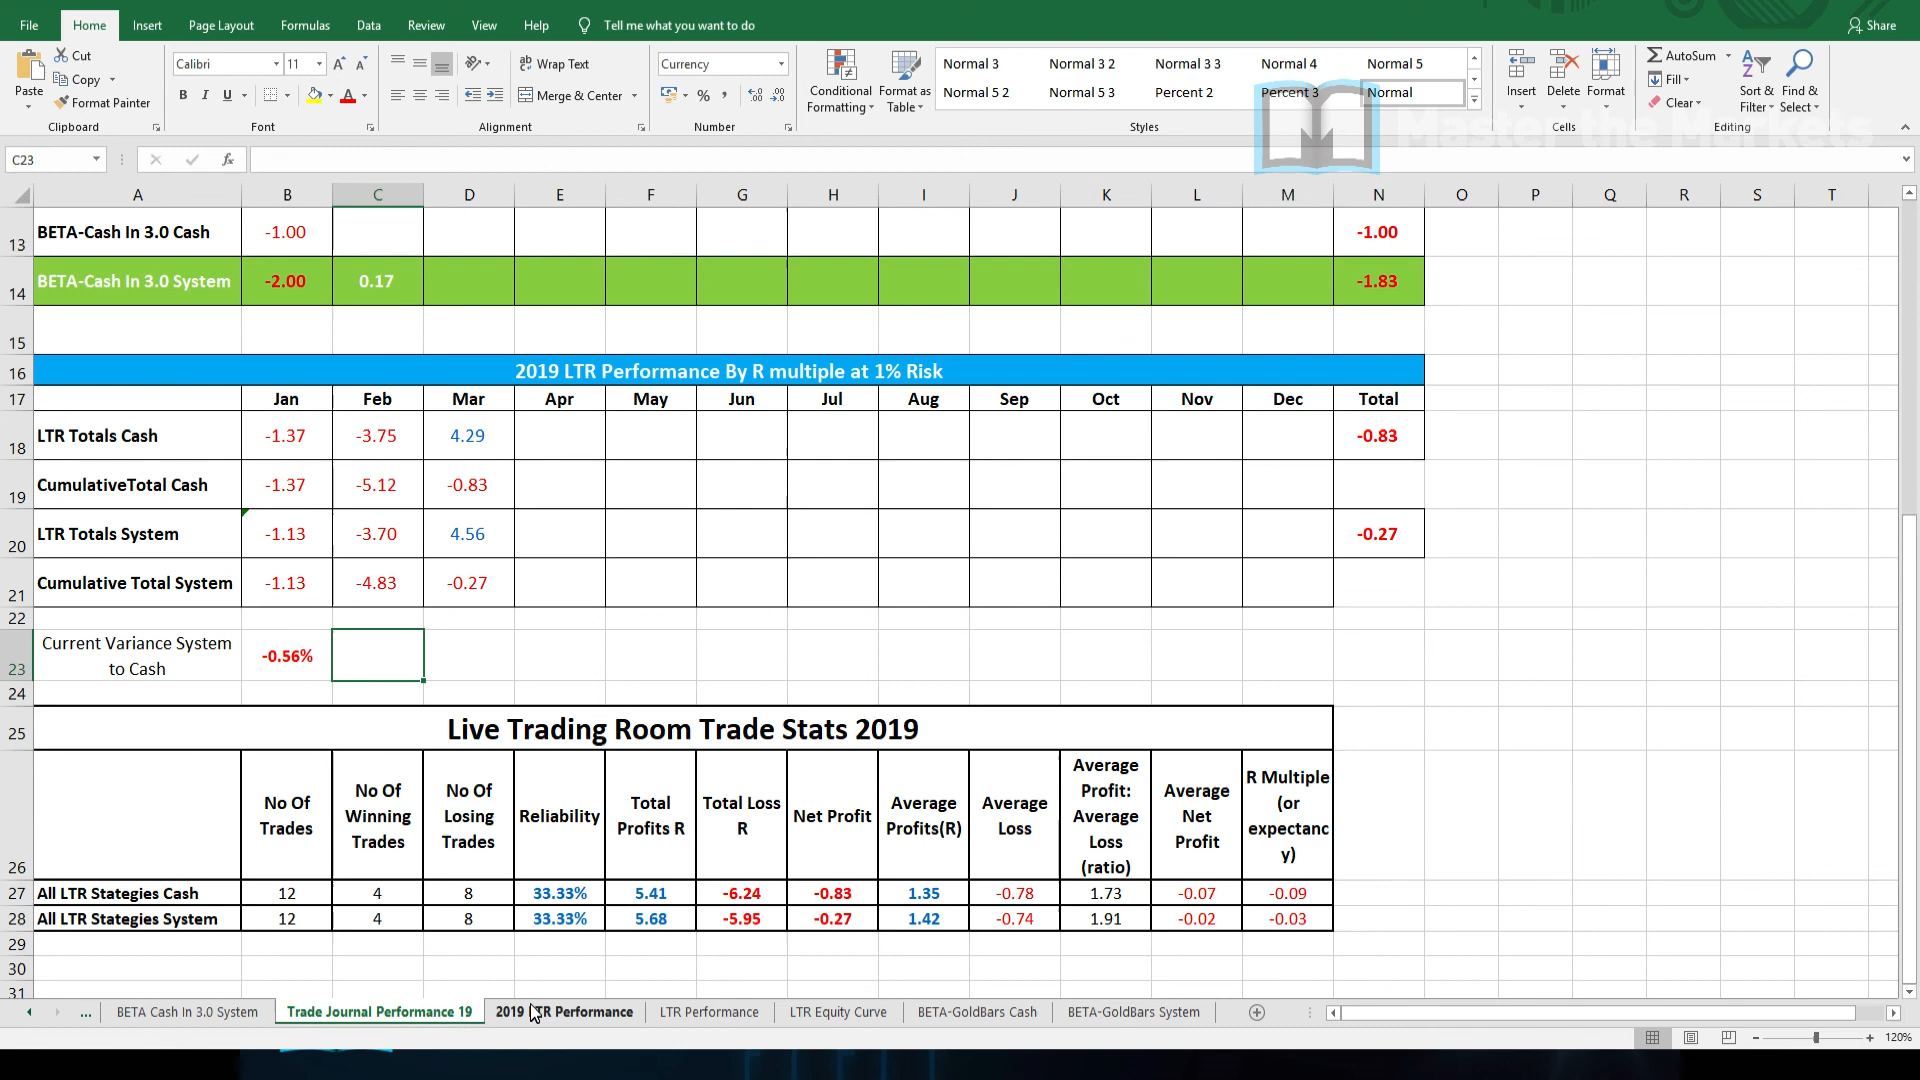 File Home Insert Page Layout Formulas Data Review View Help Tell me what you want to do Share
Cut
Copy
Format Painter
Paste
Clipboard
Calibri 11
B I U
Font
Wrap Text
Merge & Center
Alignment
Currency
%
Number
Conditional Formatting
Format as Table
Normal 3 Normal 3 2 Normal 3 3 Normal 4 Normal 5
Normal 5 2 Normal 5 3 Percent 2 Percent 3 Normal
Styles
Insert Delete Format
Cells
AutoSum
Fill
Clear
Sort & Filter
Find & Select
Editing
Master the Markets
C23 fx
A B C D E F G H I J K L M N O P Q R S T
13 BETA-Cash In 3.0 Cash -1.00 -1.00
14 BETA-Cash In 3.0 System -2.00 0.17 -1.83
15
16 2019 LTR Performance By R multiple at 1% Risk
17 Jan Feb Mar Apr May Jun Jul Aug Sep Oct Nov Dec Total
18 LTR Totals Cash -1.37 -3.75 4.29 -0.83
19 CumulativeTotal Cash -1.37 -5.12 -0.83
20 LTR Totals System -1.13 -3.70 4.56 -0.27
21 Cumulative Total System -1.13 -4.83 -0.27
22
23 Current Variance System to Cash -0.56%
24
25 Live Trading Room Trade Stats 2019
26 No Of Trades No Of Winning Trades No Of Losing Trades Reliability Total Profits R Total Loss R Net Profit Average Profits(R) Average Loss Average Profit: Average Loss (ratio) Average Net Profit R Multiple (or expectancy)
27 All LTR Stategies Cash 12 4 8 33.33% 5.41 -6.24 -0.83 1.35 -0.78 1.73 -0.07 -0.09
28 All LTR Stategies System 12 4 8 33.33% 5.68 -5.95 -0.27 1.42 -0.74 1.91 -0.02 -0.03
29
30
31
... BETA Cash In 3.0 System Trade Journal Performance 19 2019 LTR Performance LTR Performance LTR Equity Curve BETA-GoldBars Cash BETA-GoldBars System
120%